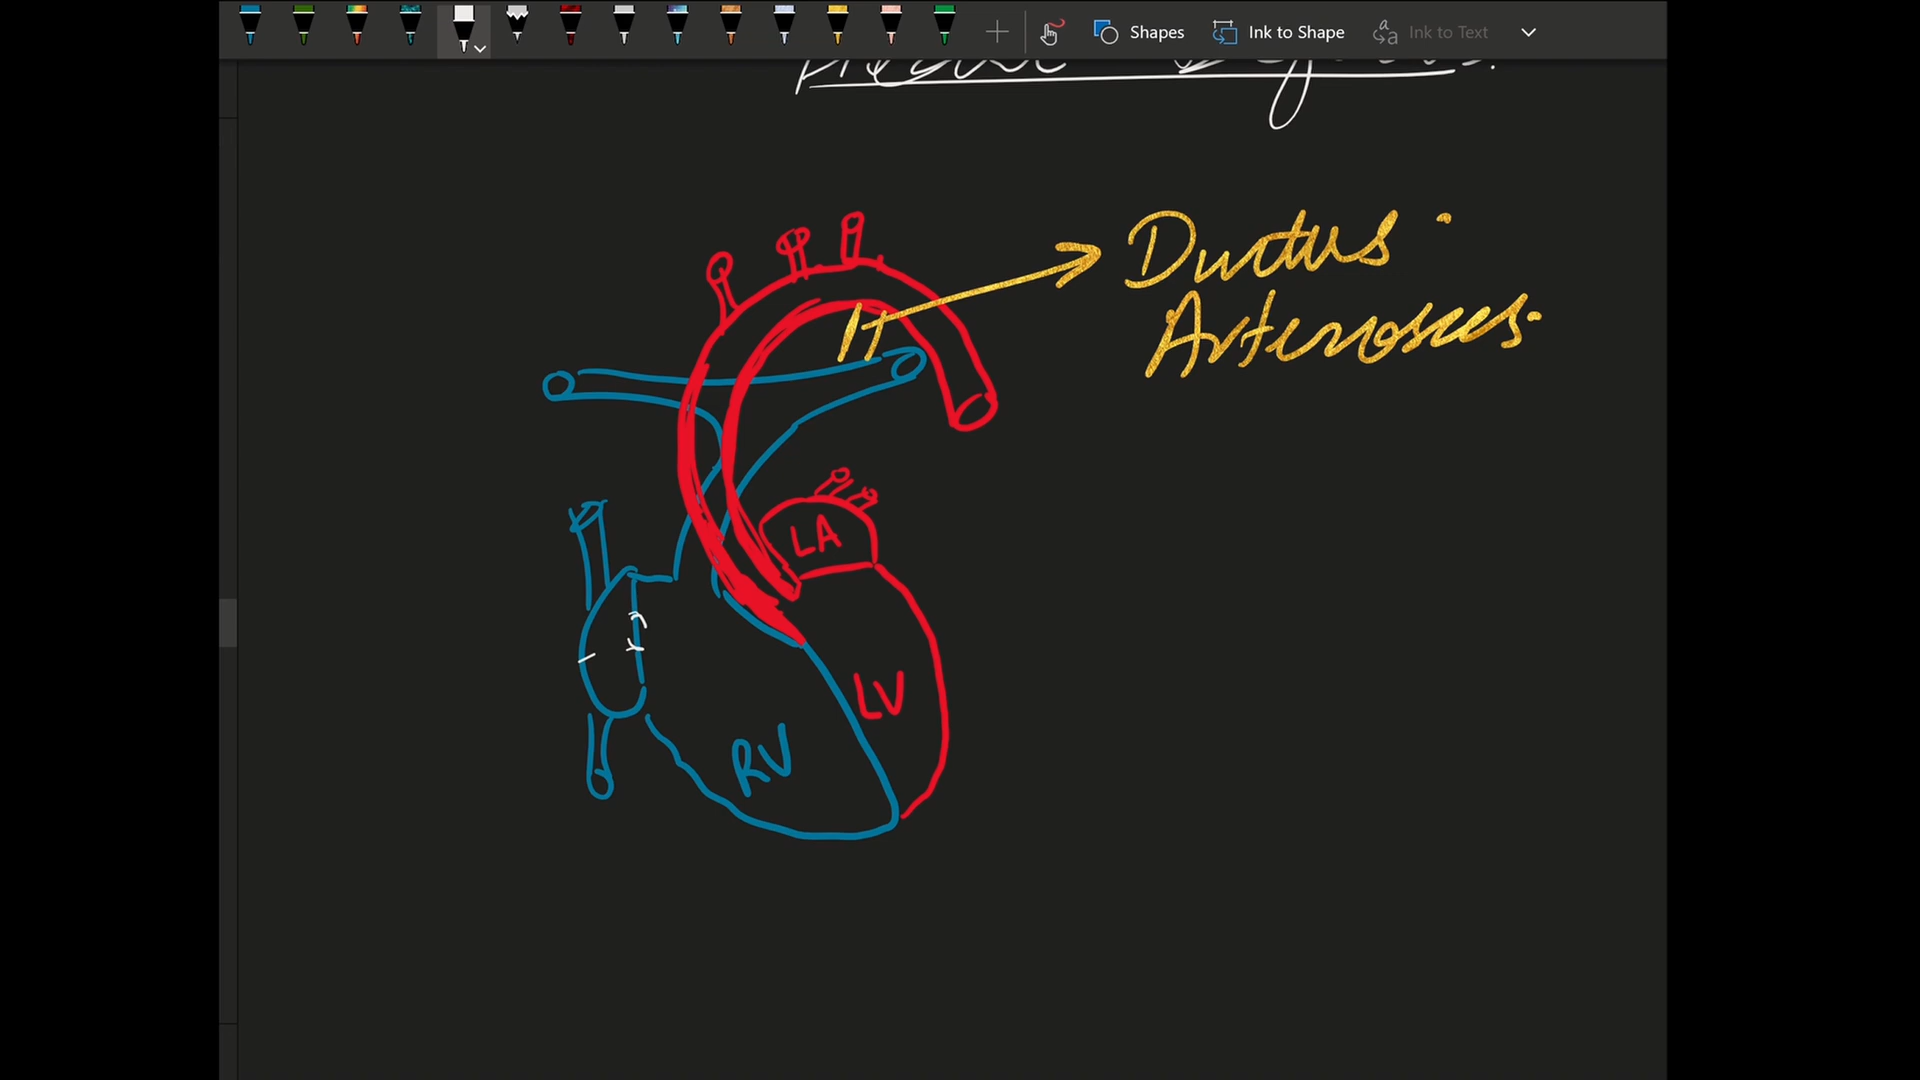 Shapes
Ink to Shape
Ink to Text
Ductus
Arteriosus.
LA
LV
RV